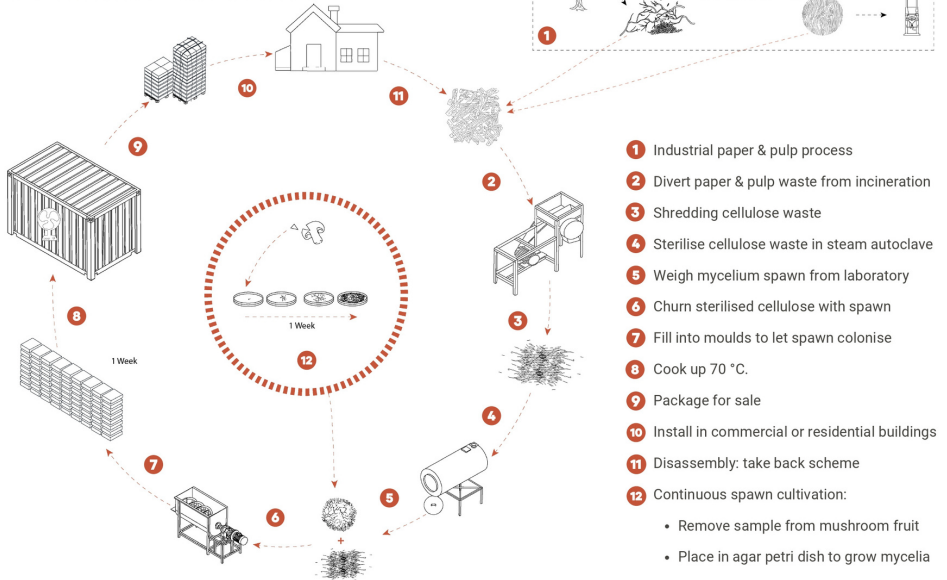 1
10
11
9
2
1 Week
12
3
8
1 Week
4
7
5
6
+
1 Industrial paper & pulp process
2 Divert paper & pulp waste from incineration
3 Shredding cellulose waste
4 Sterilise cellulose waste in steam autoclave
5 Weigh mycelium spawn from laboratory
6 Churn sterilised cellulose with spawn
7 Fill into moulds to let spawn colonise
8 Cook up 70 °C.
9 Package for sale
10 Install in commercial or residential buildings
11 Disassembly: take back scheme
12 Continuous spawn cultivation:
• Remove sample from mushroom fruit
• Place in agar petri dish to grow mycelia